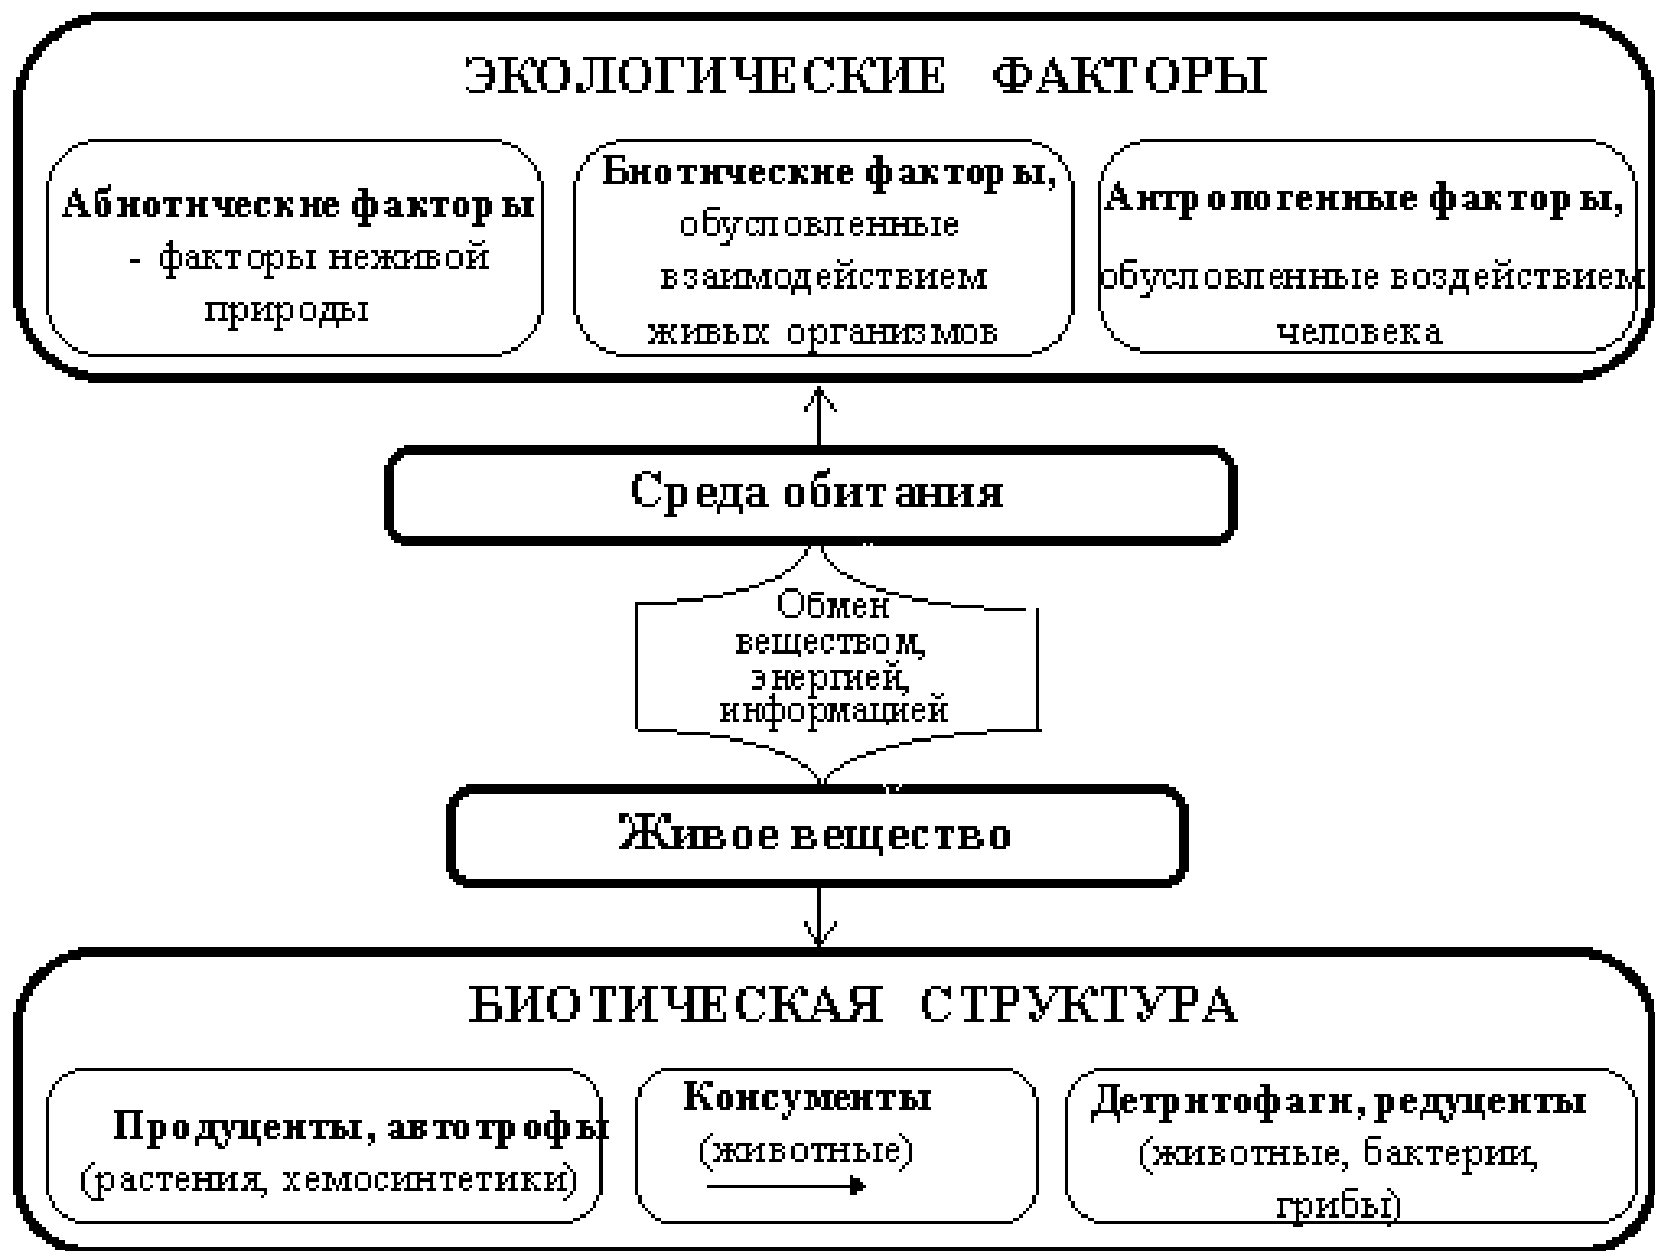 ЭКОЛОГИЧЕСКИЕ ФАКТОРЫ
Абиотические факторы
- факторы неживой
природы
Биотические факторы,
обусловленные
взаимодействием
живых организмов
Антропогенные факторы,
обусловленные воздействием
человека
Среда обитания
Обмен
веществом,
энергией,
информацией
Живое вещество
БИОТИЧЕСКАЯ СТРУКТУРА
Продуценты, автотрофы
(растения, хемосинтетики)
Консументы
(животные)
Детритофаги, редуценты
(животные, бактерии,
грибы)